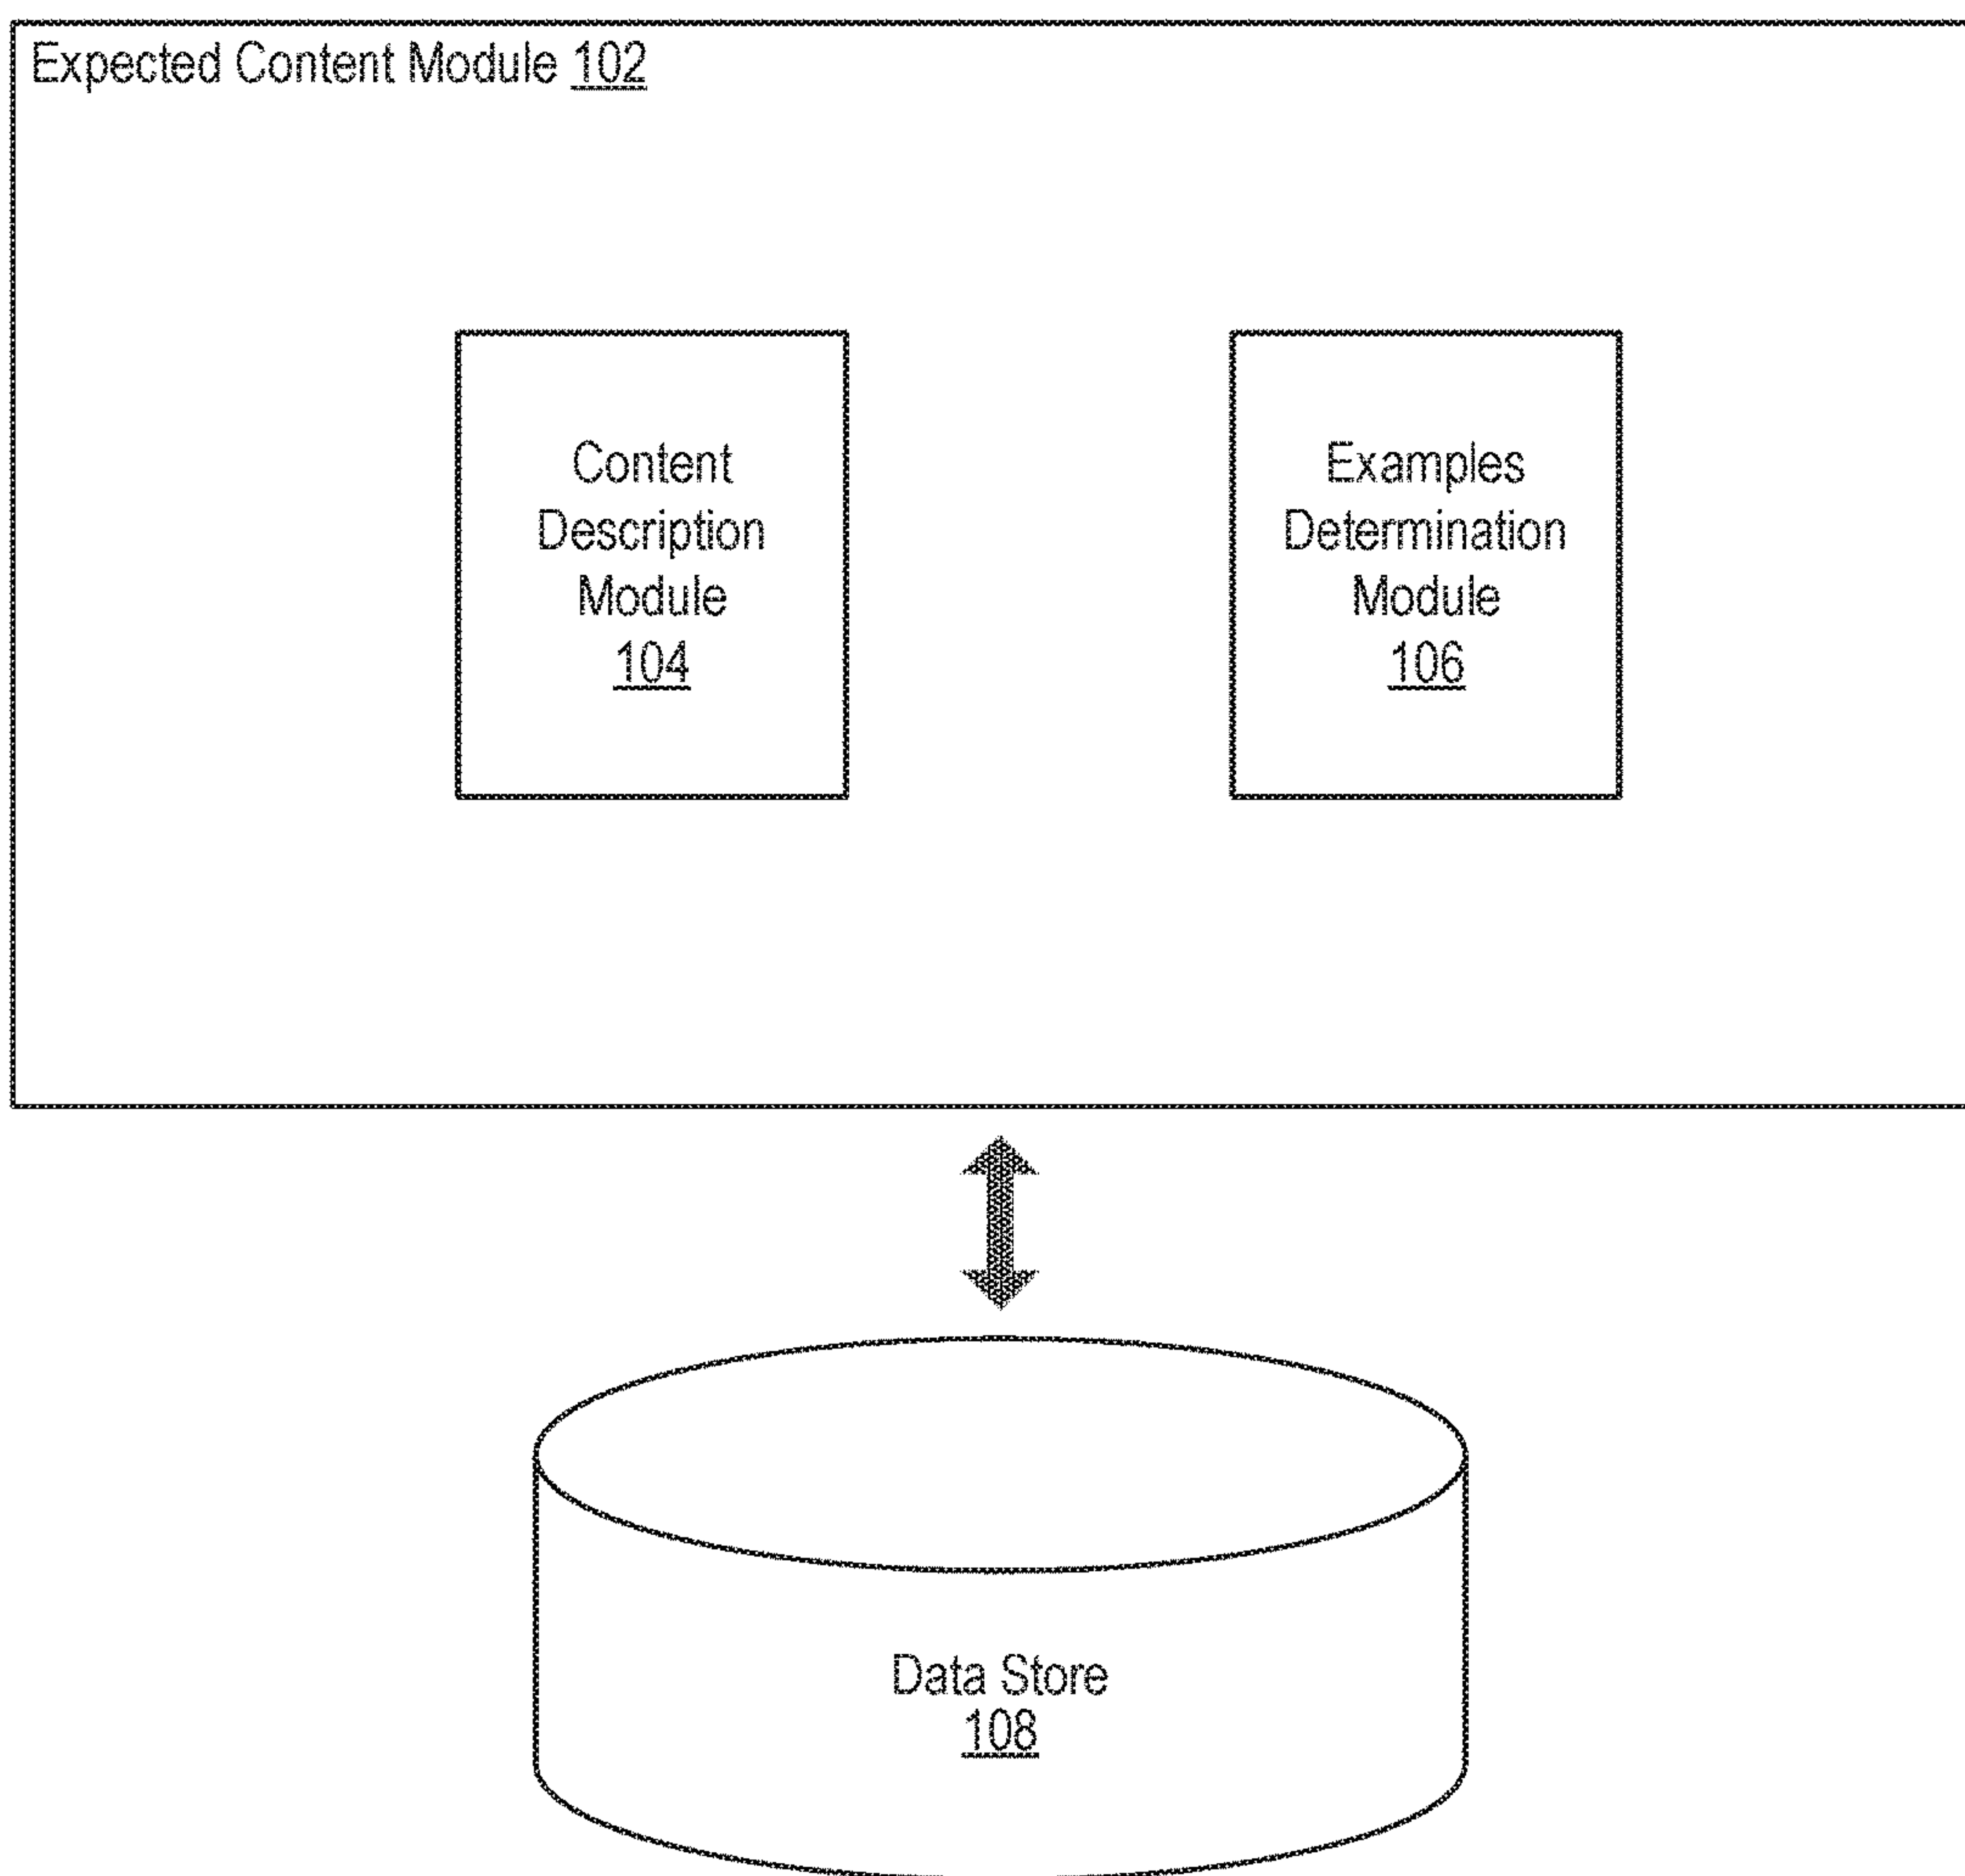 Expected Content Module 102
Content
Description
Module
104
Examples
Determination
Module
106
Data Store
108